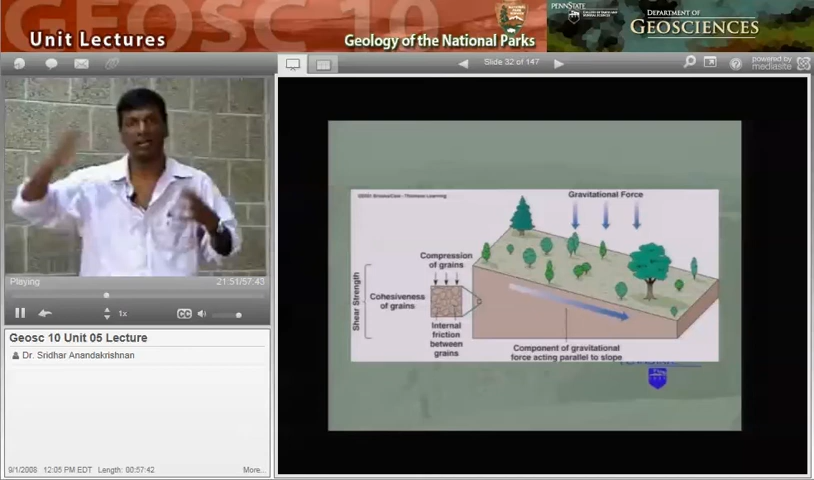 GEOSC 10
Unit Lectures
Geology of the National Parks
PENNSTATE
DEPARTMENT OF
GEOSCIENCES
Slide 32 of 147
powered by
mediasite
Gravitational Force
Compression
of grains
Shear Strength
Cohesiveness
of grains
Internal
friction
between
grains
Component of gravitational
force acting parallel to slope
Playing
21:51/57:43
1x
CC
Geosc 10 Unit 05 Lecture
Dr. Sridhar Anandakrishnan
9/1/2008 12:05 PM EDT Length: 00:57:42
More...